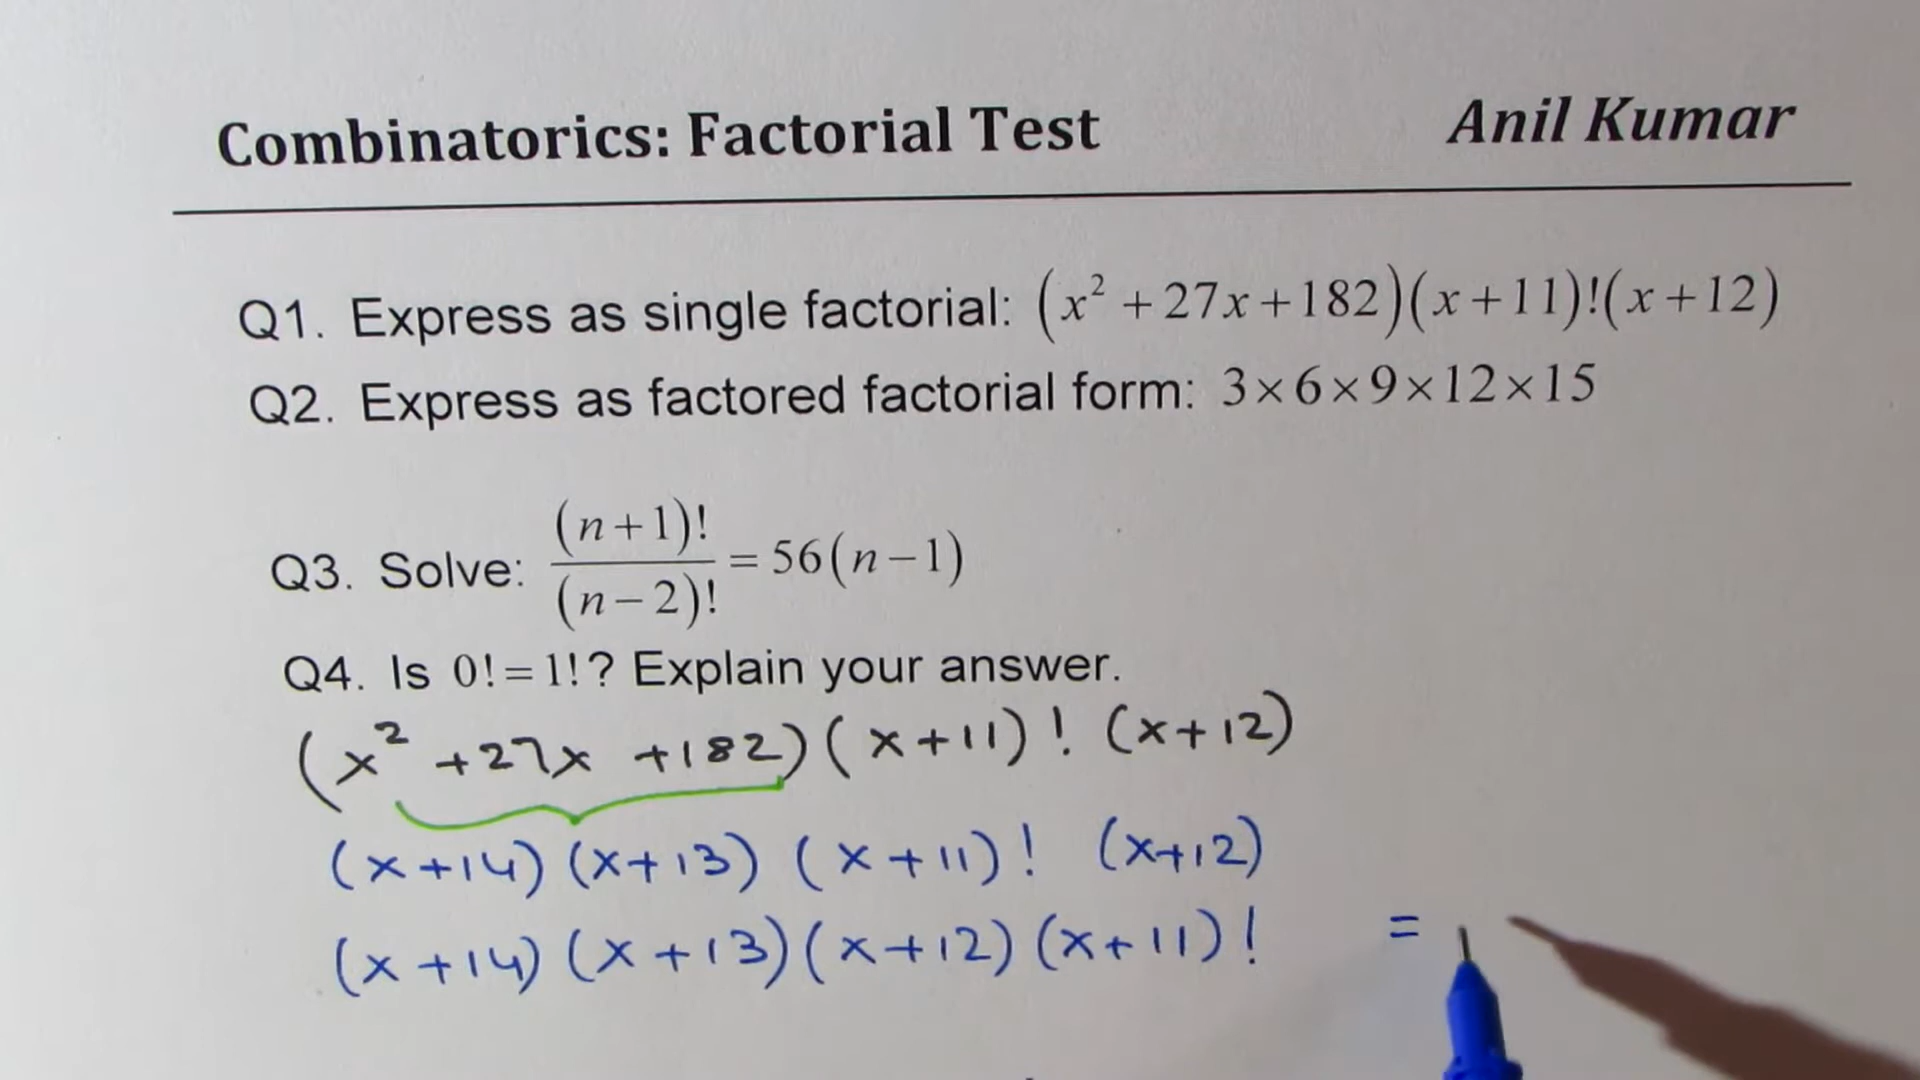 Combinatorics: Factorial Test Anil Kumar
Q1. Express as single factorial: (x² + 27x + 182)(x + 11)!(x + 12)
Q2. Express as factored factorial form: 3 × 6 × 9 × 12 × 15
Q3. Solve: (n + 1)! / (n − 2)! = 56(n − 1)
Q4. Is 0! = 1!? Explain your answer.
(x² + 27x + 182)(x + 11)! (x + 12)
(x + 14)(x + 13)(x + 11)! (x + 12)
(x + 14)(x + 13)(x + 12)(x + 11)! =